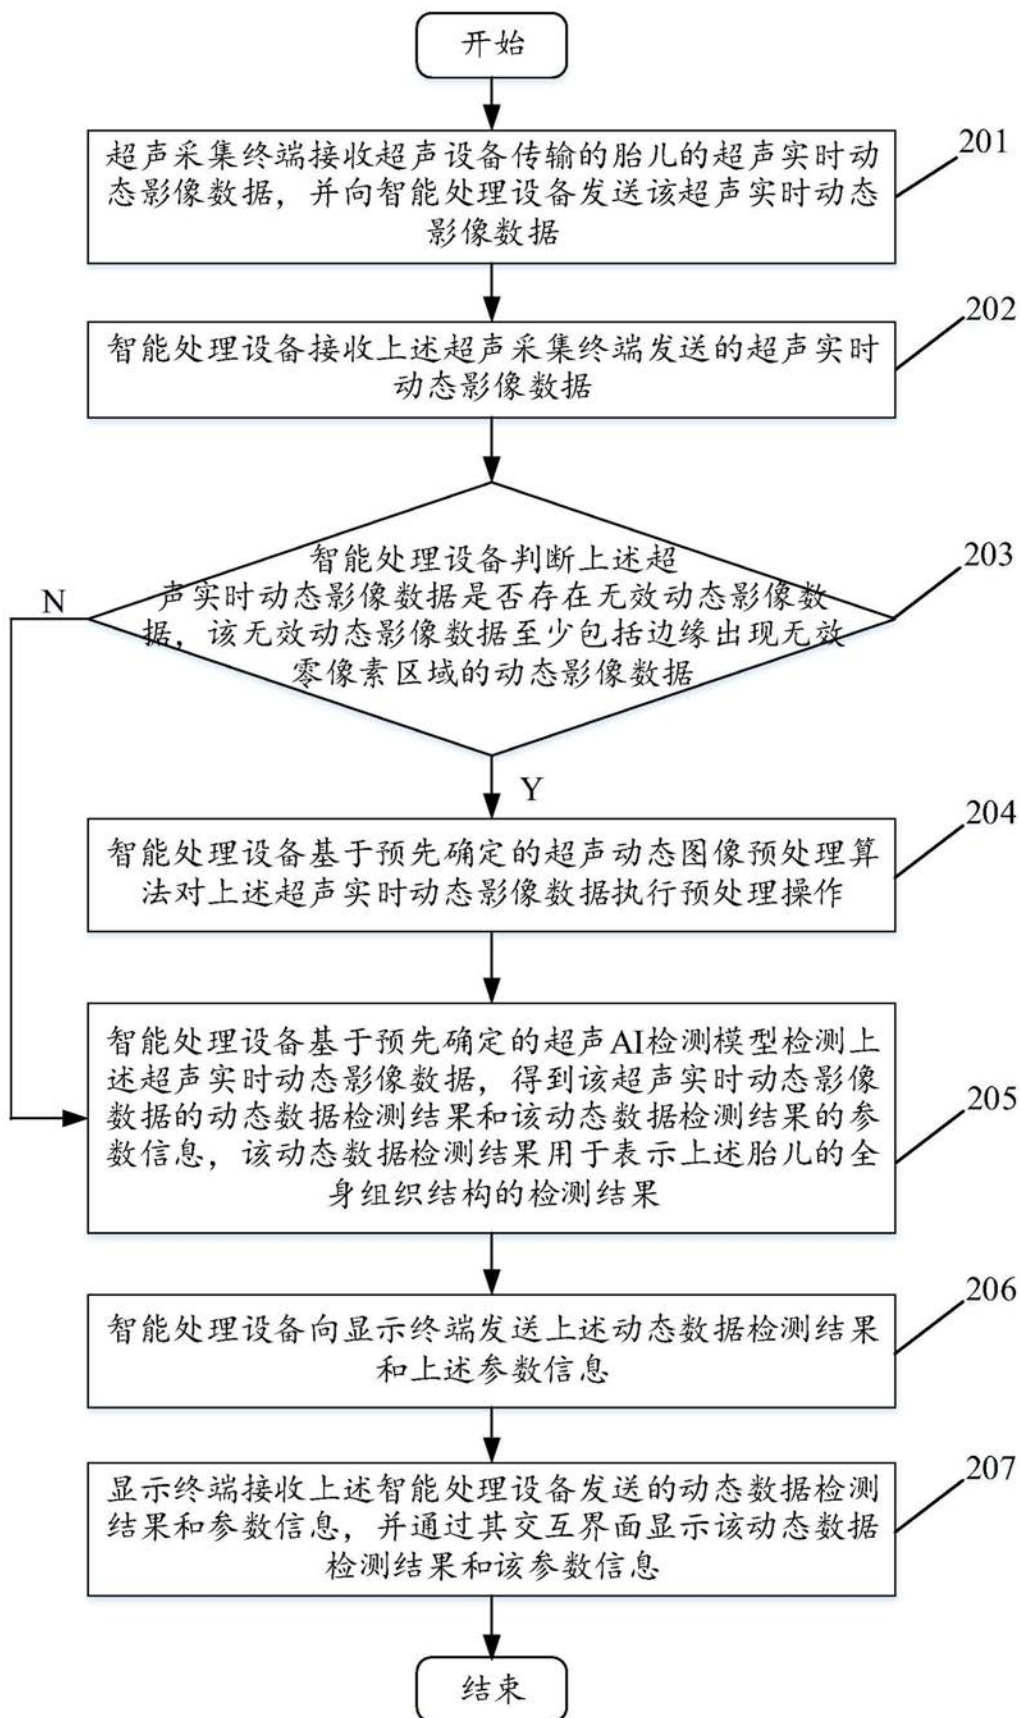 开始
超声采集终端接收超声设备传输的胎儿的超声实时动
态影像数据，并向智能处理设备发送该超声实时动态
影像数据
201
智能处理设备接收上述超声采集终端发送的超声实时
动态影像数据
202
智能处理设备判断上述超
声实时动态影像数据是否存在无效动态影像数
据，该无效动态影像数据至少包括边缘出现无效
零像素区域的动态影像数据
203
N
Y
智能处理设备基于预先确定的超声动态图像预处理算
法对上述超声实时动态影像数据执行预处理操作
204
智能处理设备基于预先确定的超声AI检测模型检测上
述超声实时动态影像数据，得到该超声实时动态影像
数据的动态数据检测结果和该动态数据检测结果的参
数信息，该动态数据检测结果用于表示上述胎儿的全
身组织结构的检测结果
205
智能处理设备向显示终端发送上述动态数据检测结果
和上述参数信息
206
显示终端接收上述智能处理设备发送的动态数据检测
结果和参数信息，并通过其交互界面显示该动态数据
检测结果和该参数信息
207
结束